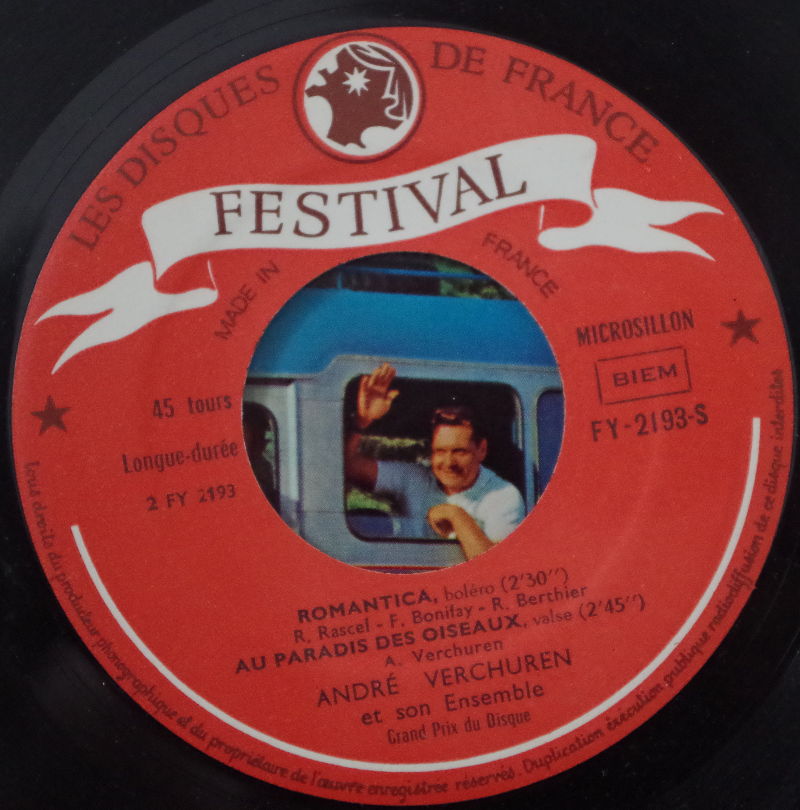 LES DISQUES DE FRANCE
FESTIVAL
MADE IN FRANCE
MICROSILLON
BIEM
FY-2193-S
45 tours
Longue-durée
2 FY 2193
ROMANTICA, boléro (2'30'')
R. Rascel - F. Bonifay - R. Berthier
AU PARADIS DES OISEAUX, valse (2'45'')
A. Verchuren
ANDRÉ VERCHUREN
et son Ensemble
Grand Prix du Disque
tous droits du producteur phonographique et du propriétaire de l'œuvre enregistrée réservés. Duplication éxécution publique radiodiffusion de ce disque interdites